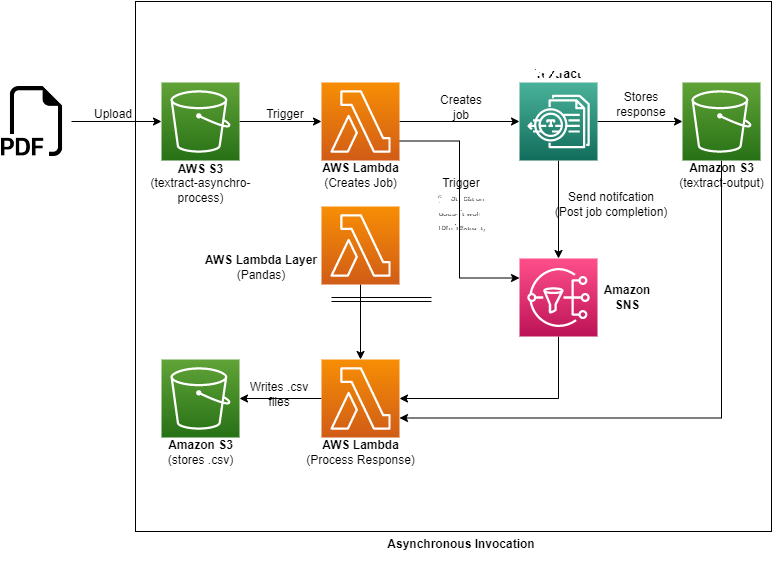 PDF
Upload
AWS S3
(textract-asynchro-
process)
Trigger
AWS Lambda
(Creates Job)
Creates
job
Stores
response
Amazon S3
(textract-output)
Trigger
Send notifcation
(Post job completion)
AWS Lambda Layer
(Pandas)
Amazon
SNS
Writes .csv
files
Amazon S3
(stores .csv)
AWS Lambda
(Process Response)
Asynchronous Invocation